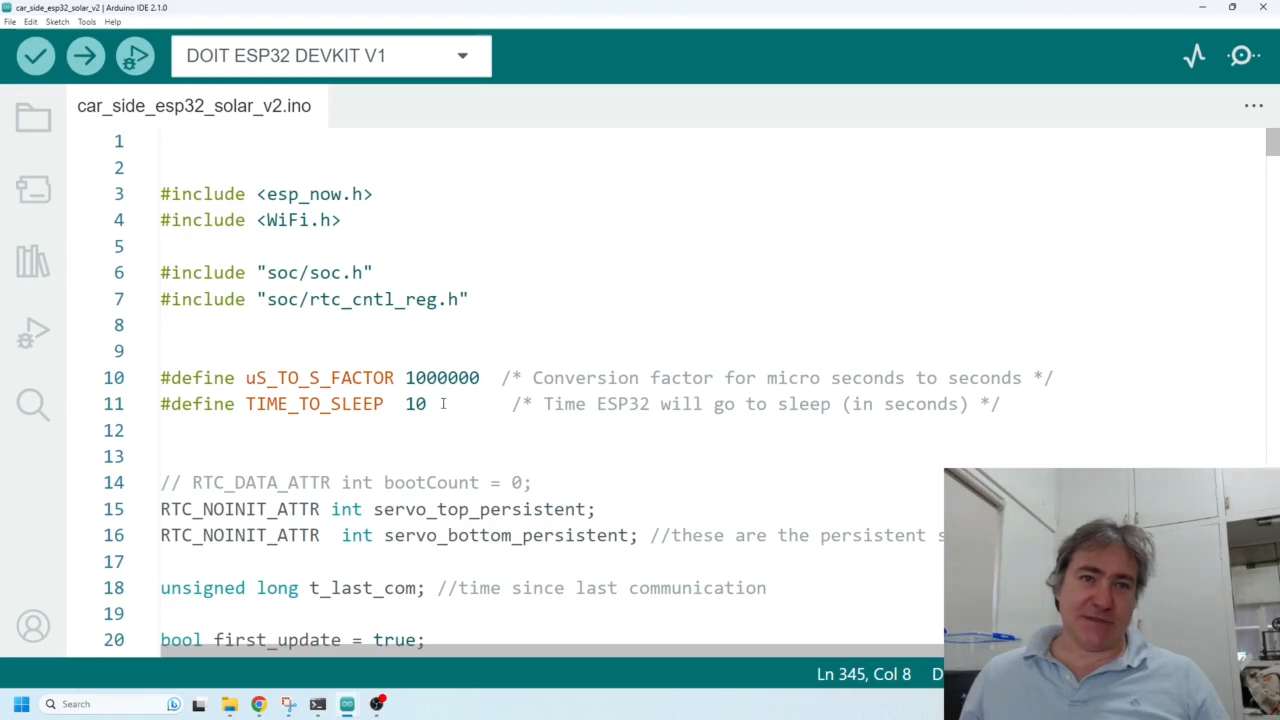 car_side_esp32_solar_v2 | Arduino IDE 2.1.0
File Edit Sketch Tools Help
DOIT ESP32 DEVKIT V1
car_side_esp32_solar_v2.ino
1
2
3 #include <esp_now.h>
4 #include <WiFi.h>
5
6 #include "soc/soc.h"
7 #include "soc/rtc_cntl_reg.h"
8
9
10 #define uS_TO_S_FACTOR 1000000 /* Conversion factor for micro seconds to seconds */
11 #define TIME_TO_SLEEP 10 /* Time ESP32 will go to sleep (in seconds) */
12
13
14 // RTC_DATA_ATTR int bootCount = 0;
15 RTC_NOINIT_ATTR int servo_top_persistent;
16 RTC_NOINIT_ATTR int servo_bottom_persistent; //these are the persistent s
17
18 unsigned long t_last_com; //time since last communication
19
20 bool first_update = true;
Ln 345, Col 8 D
Search